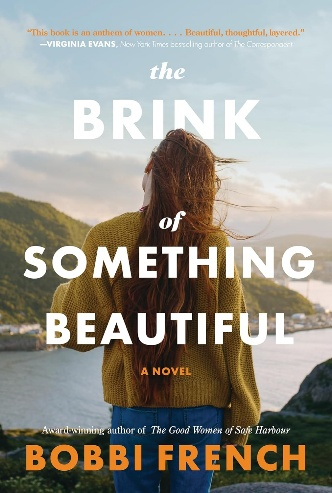 "This book is an anthem of women. . . . Beautiful, thoughtful, layered."
—VIRGINIA EVANS, New York Times bestselling author of The Correspondent
the
BRINK
of
SOMETHING
BEAUTIFUL
A NOVEL
Award-winning author of The Good Women of Safe Harbour
BOBBI FRENCH